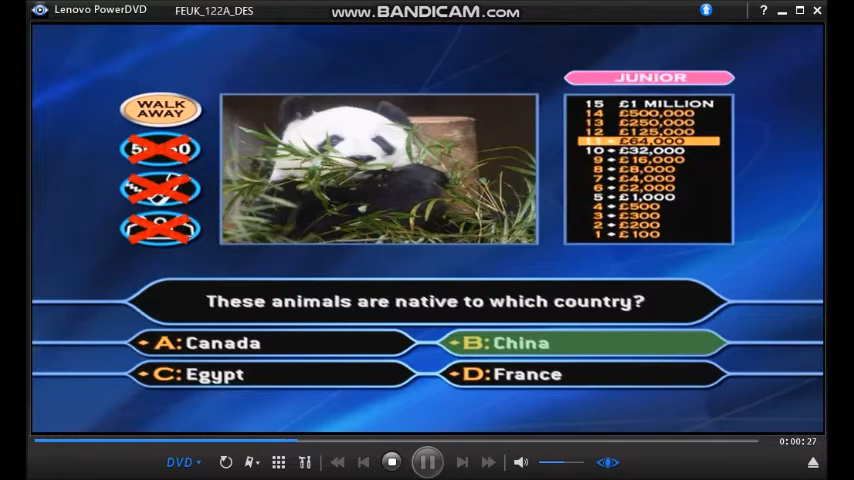 Lenovo PowerDVD
FEUK_122A_DES
www.BANDICAM.com
?
WALK
AWAY
JUNIOR
15 £1 MILLION
14 £500,000
13 £250,000
12 £125,000
11 £64,000
10 £32,000
9 £16,000
8 £8,000
7 £4,000
6 £2,000
5 £1,000
4 £500
3 £300
2 £200
1 £100
These animals are native to which country?
A: Canada
B: China
C: Egypt
D: France
0:00:27
DVD